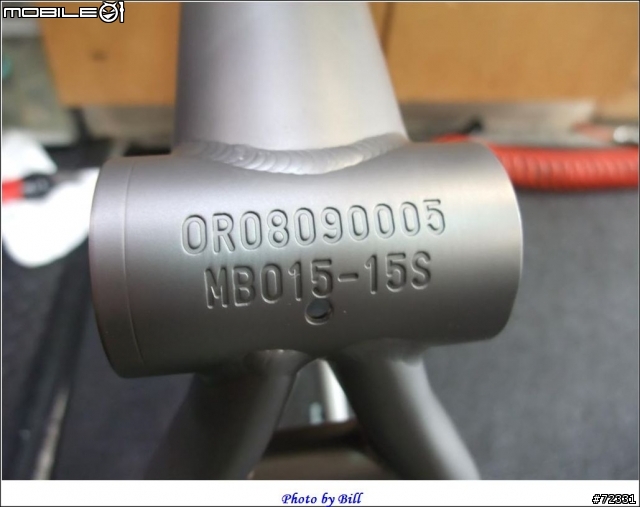 MOBILE01
OR08090005
MB015-15S
Photo by Bill
#72331